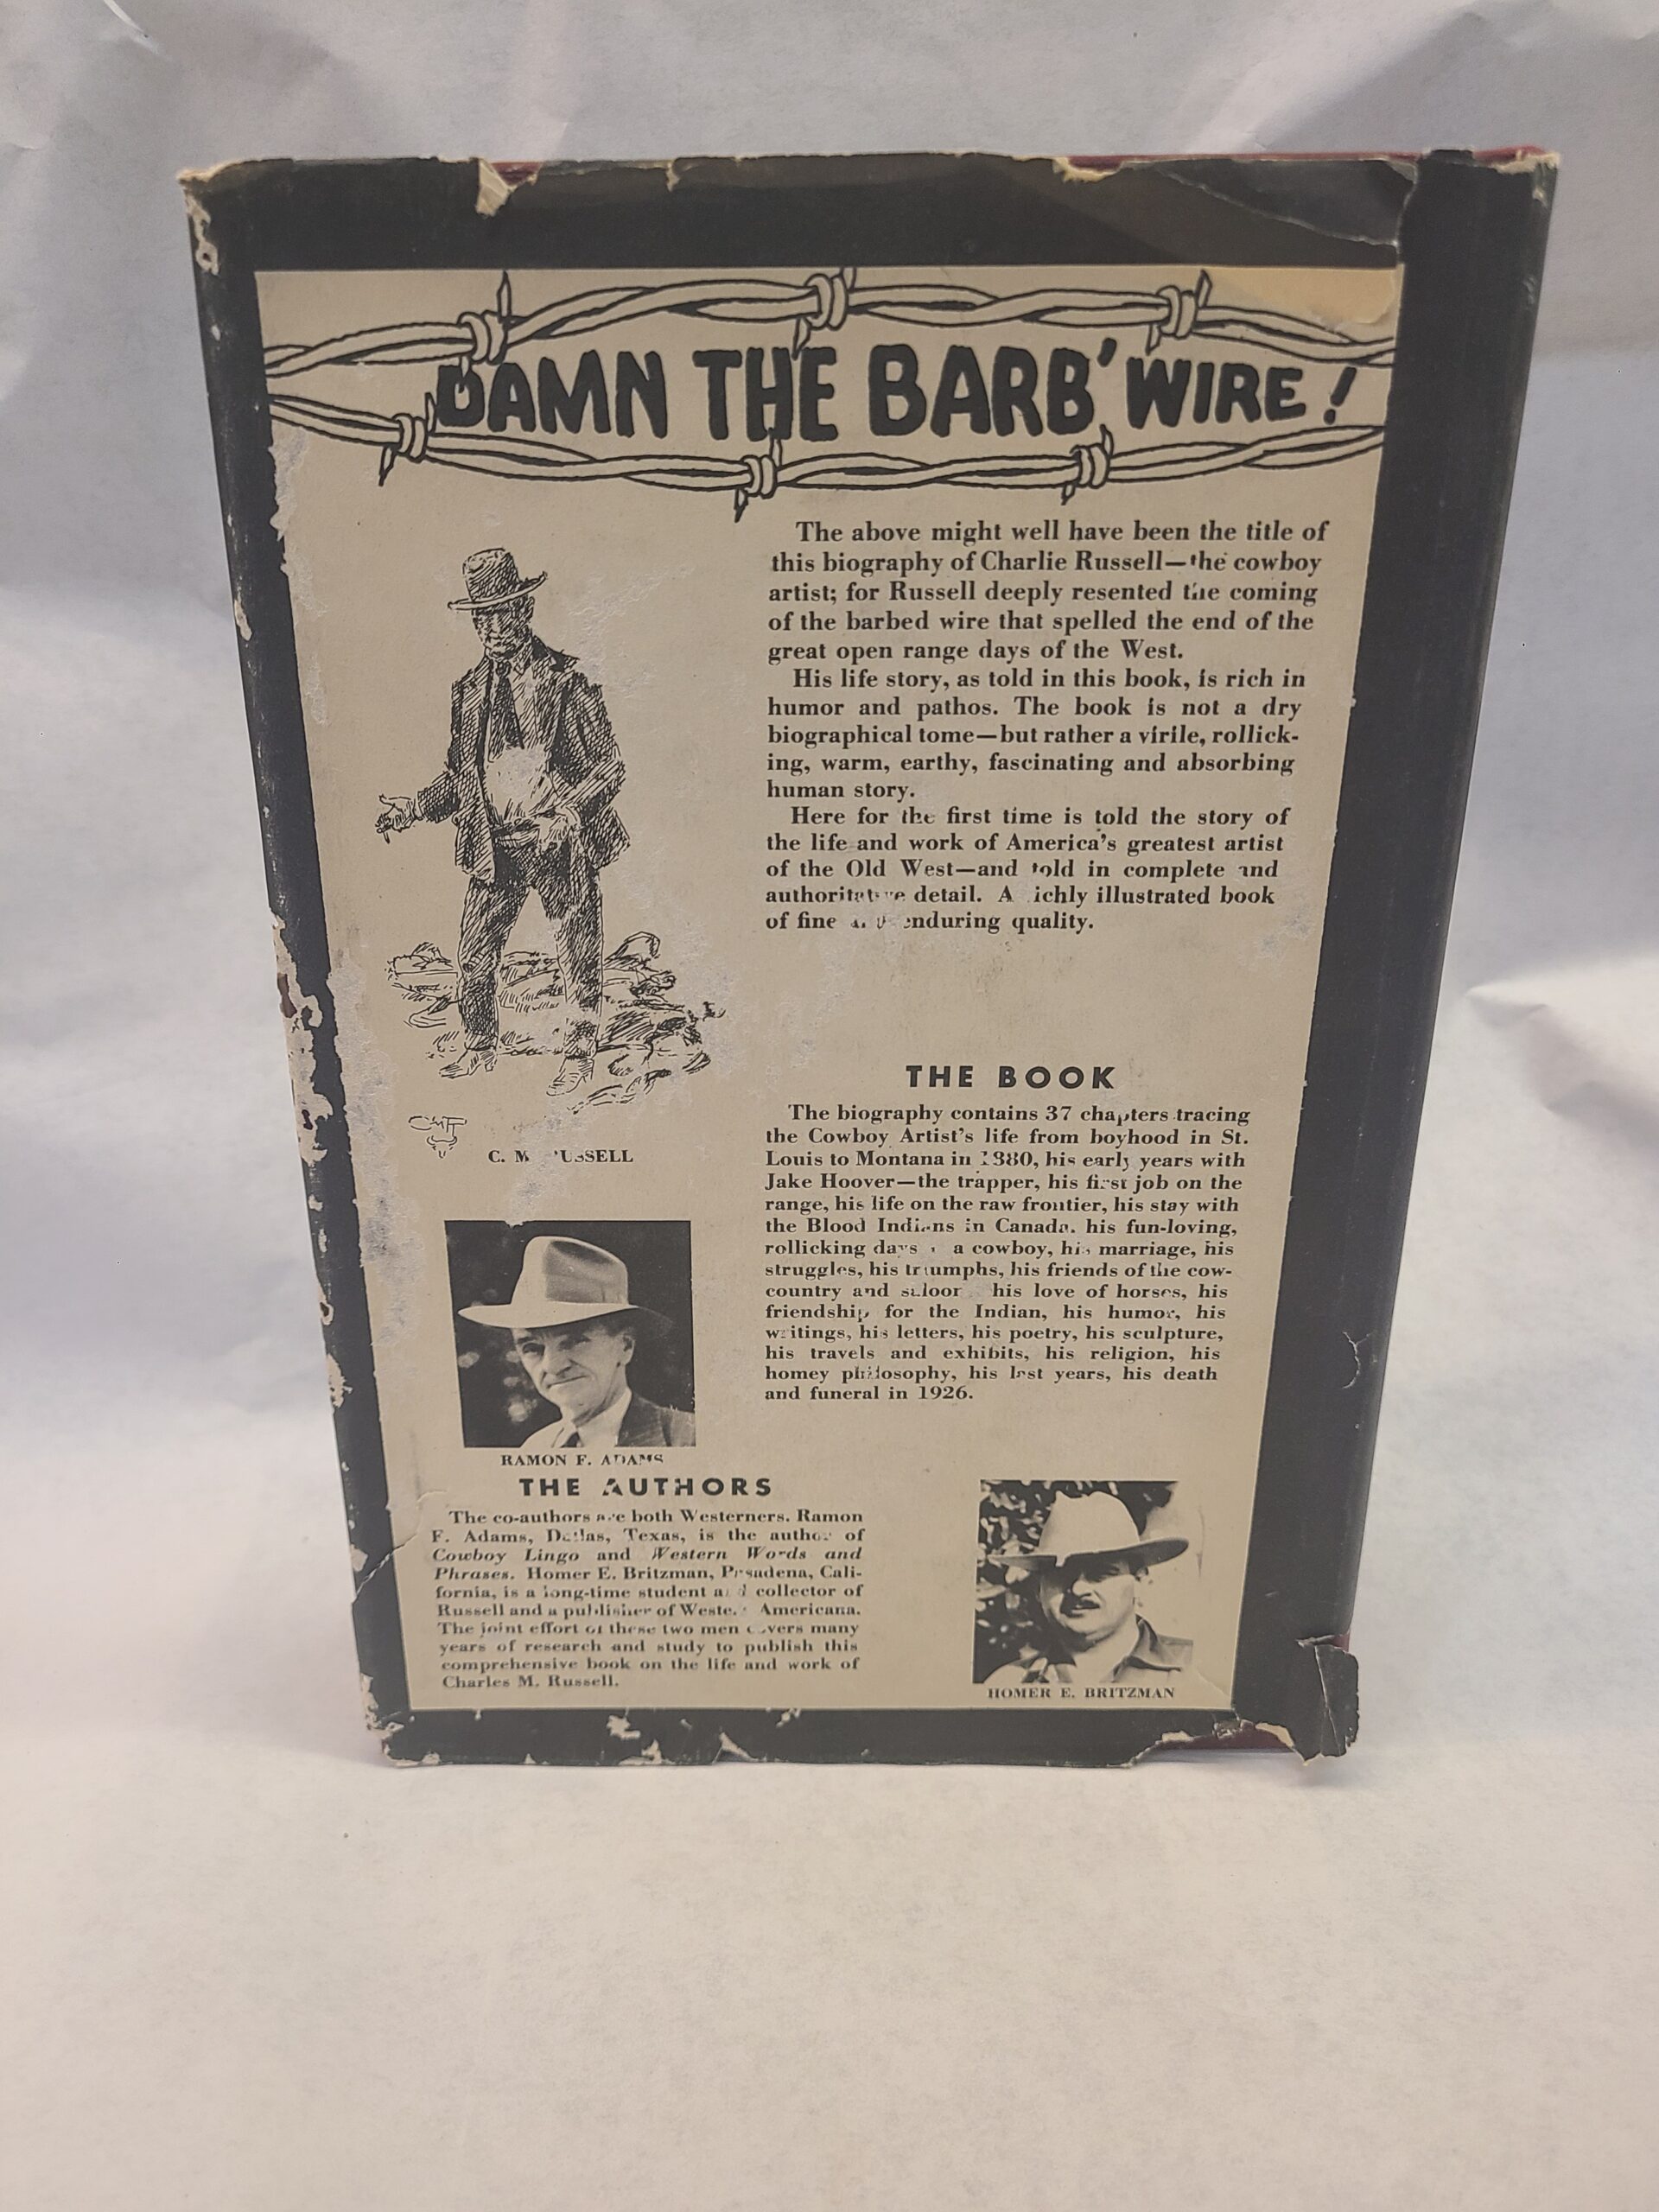 DAMN THE BARB' WIRE!
The above might well have been the title of
this biography of Charlie Russell—the cowboy
artist; for Russell deeply resented the coming
of the barbed wire that spelled the end of the
great open range days of the West.
His life story, as told in this book, is rich in
humor and pathos. The book is not a dry
biographical tome—but rather a virile, rollick-
ing, warm, earthy, fascinating and absorbing
human story.
Here for the first time is told the story of
the life and work of America's greatest artist
of the Old West—and told in complete and
authoritative detail. A richly illustrated book
of fine and enduring quality.
C. M. RUSSELL
THE BOOK
The biography contains 37 chapters tracing
the Cowboy Artist's life from boyhood in St.
Louis to Montana in 1880, his early years with
Jake Hoover—the trapper, his first job on the
range, his life on the raw frontier, his stay with
the Blood Indians in Canada, his fun-loving,
rollicking days a cowboy, his marriage, his
struggles, his triumphs, his friends of the cow-
country and saloon his love of horses, his
friendship for the Indian, his humor, his
writings, his letters, his poetry, his sculpture,
his travels and exhibits, his religion, his
homey philosophy, his last years, his death
and funeral in 1926.
RAMON F. ADAMS
THE AUTHORS
The co-authors are both Westerners. Ramon
F. Adams, Dallas, Texas, is the author of
Cowboy Lingo and Western Words and
Phrases. Homer E. Britzman, Pasadena, Cali-
fornia, is a long-time student and collector of
Russell and a publisher of Western Americana.
The joint effort of these two men covers many
years of research and study to publish this
comprehensive book on the life and work of
Charles M. Russell.
HOMER E. BRITZMAN